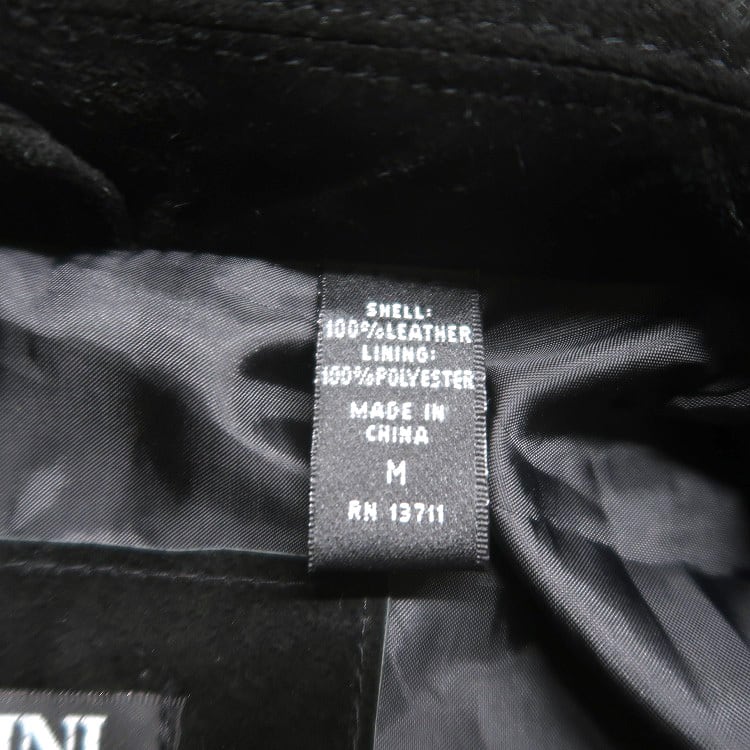 SHELL:
100%LEATHER
LINING:
100%POLYESTER
MADE IN
CHINA
M
RN 13711